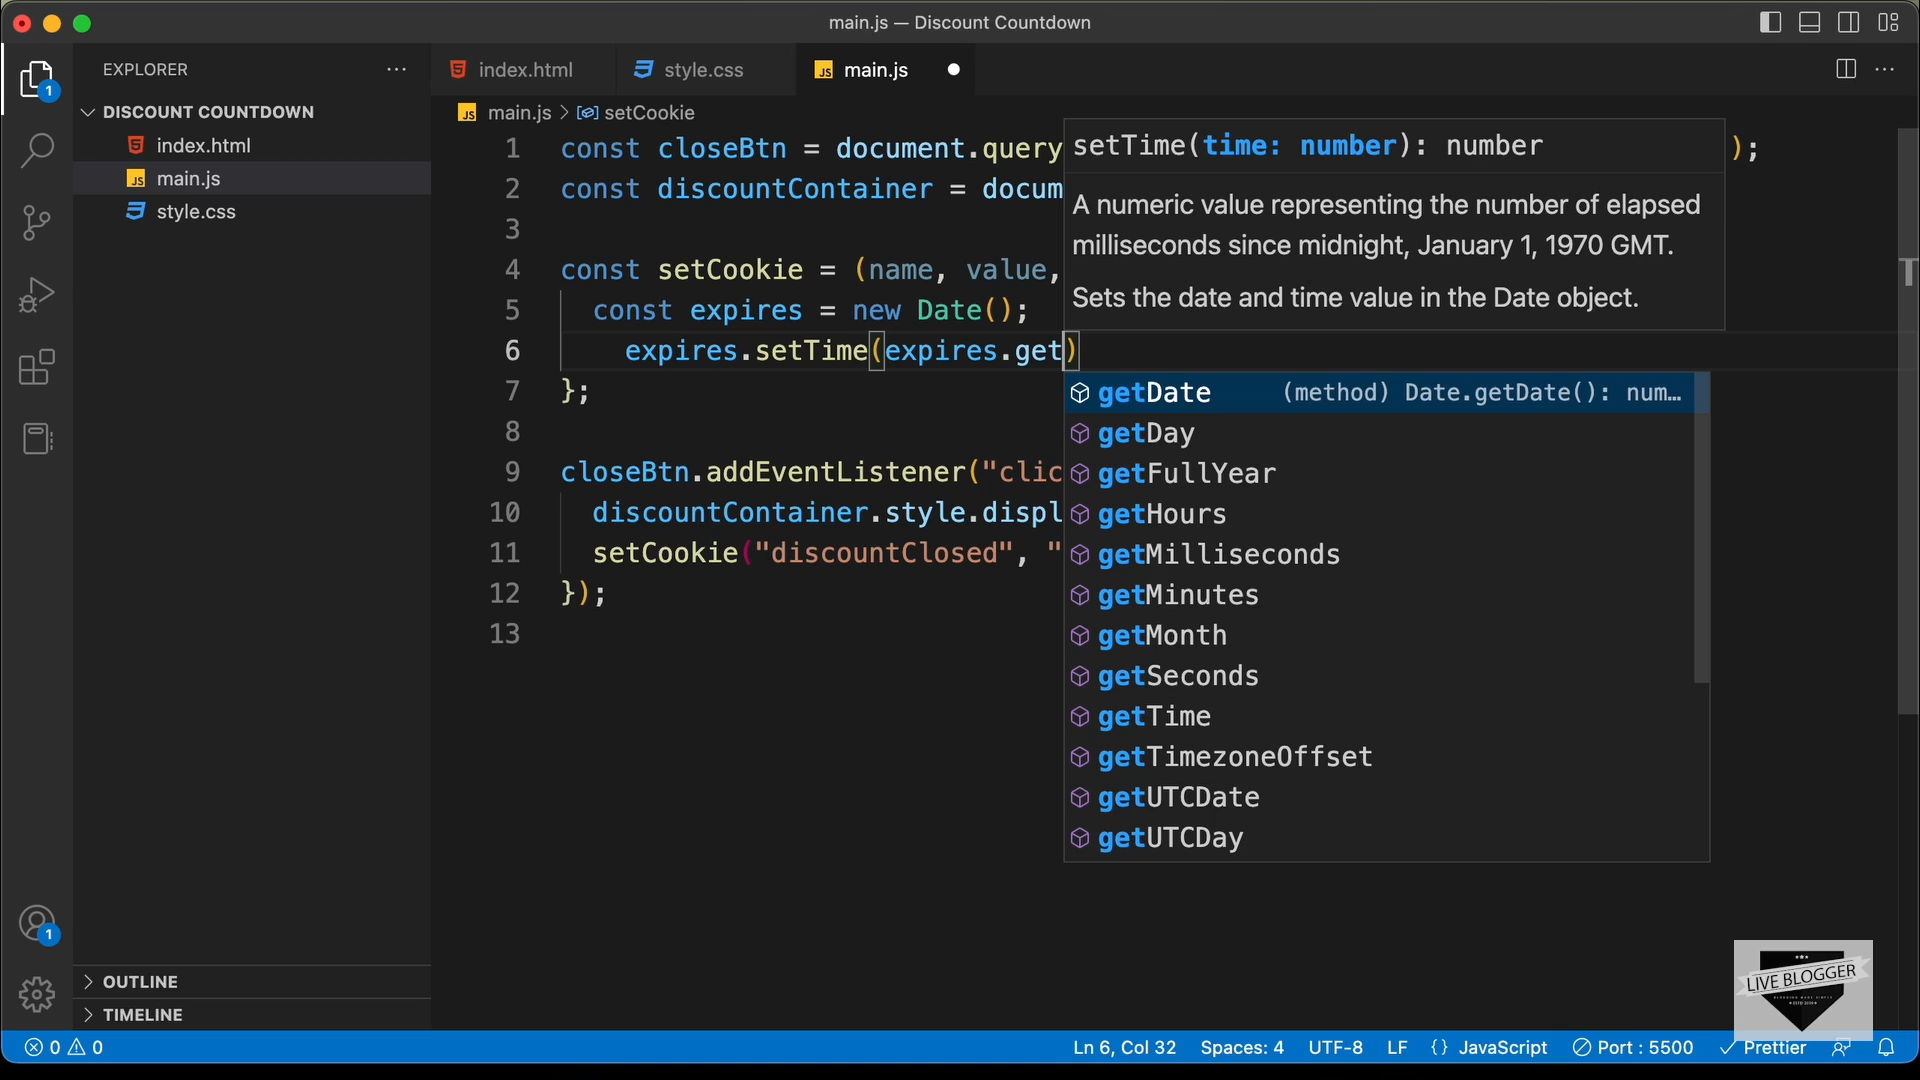 main.js — Discount Countdown
EXPLORER
index.html
style.css
main.js
1
DISCOUNT COUNTDOWN
index.html
main.js
style.css
main.js > setCookie
1 const closeBtn = document.query );
2 const discountContainer = docum
3
4 const setCookie = (name, value,
5 const expires = new Date();
6 expires.setTime(expires.get)
7 };
8
9 closeBtn.addEventListener("clic
10 discountContainer.style.displ
11 setCookie("discountClosed", "
12 });
13
setTime(time: number): number
A numeric value representing the number of elapsed
milliseconds since midnight, January 1, 1970 GMT.
Sets the date and time value in the Date object.
getDate (method) Date.getDate(): num…
getDay
getFullYear
getHours
getMilliseconds
getMinutes
getMonth
getSeconds
getTime
getTimezoneOffset
getUTCDate
getUTCDay
1
OUTLINE
TIMELINE
LIVE BLOGGER
0 0
Ln 6, Col 32 Spaces: 4 UTF-8 LF {} JavaScript Port : 5500 Prettier